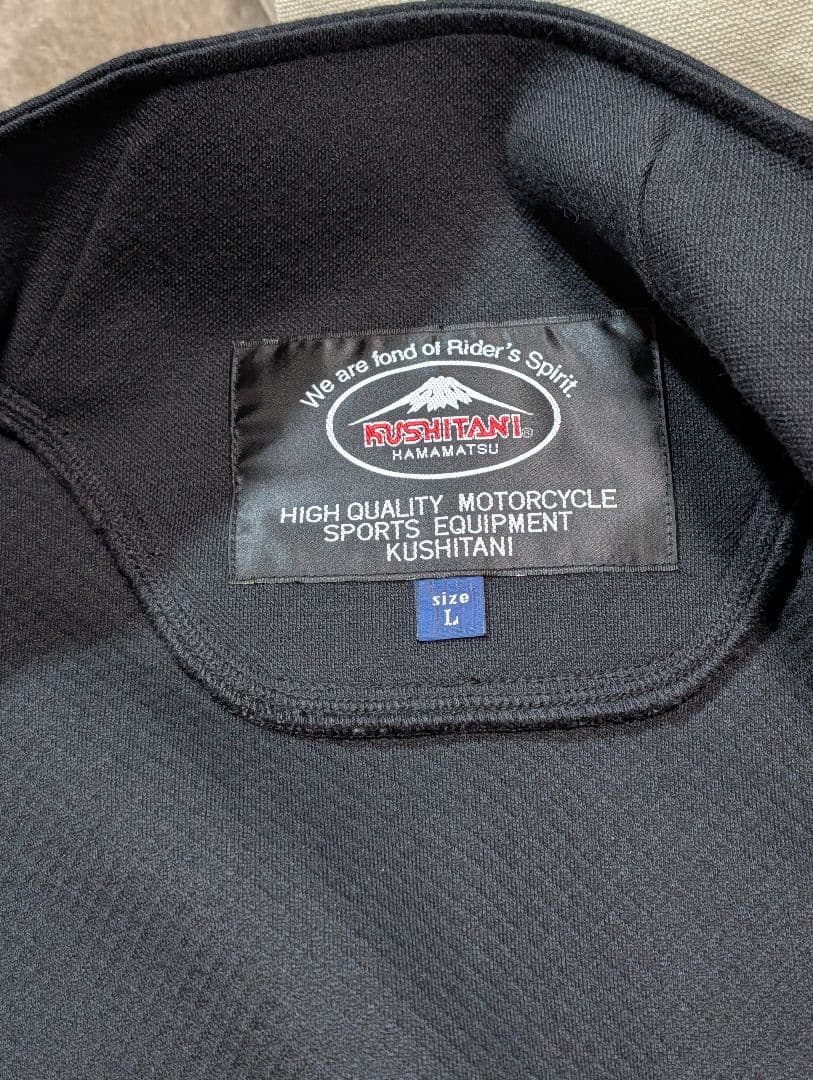 We are fond of Rider's Spirit.
KUSHITANI®
HAMAMATSU
HIGH QUALITY MOTORCYCLE
SPORTS EQUIPMENT
KUSHITANI
size
L